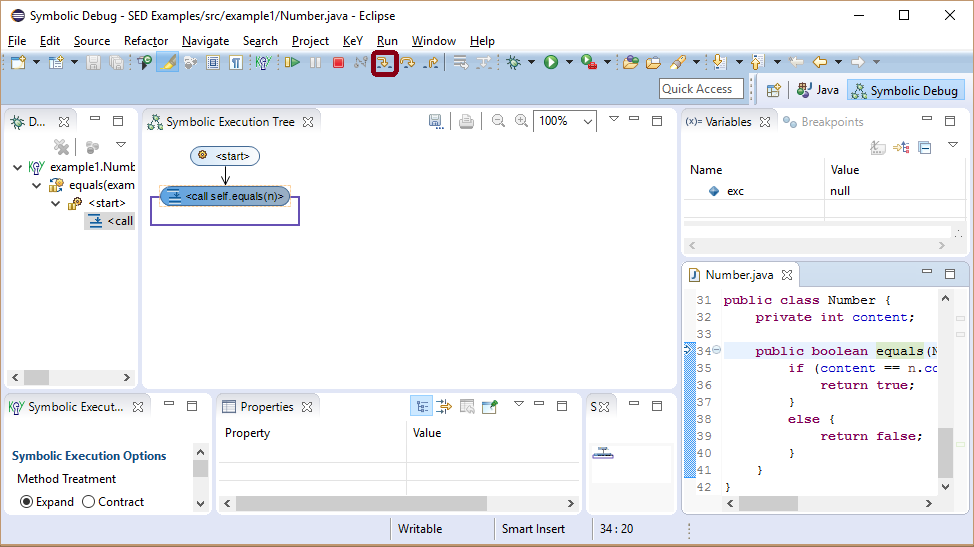 Symbolic Debug - SED Examples/src/example1/Number.java - Eclipse
File Edit Source Refactor Navigate Search Project KeY Run Window Help
Quick Access
Java
Symbolic Debug
D...
example1.Numb
equals(exam
<start>
<call
Symbolic Execution Tree
100%
<start>
<call self.equals(n)>
(x)= Variables
Breakpoints
Name Value
exc null
Number.java
31 public class Number {
32 private int content;
33
34 public boolean equals(N
35 if (content == n.co
36 return true;
37 }
38 else {
39 return false;
40 }
41 }
42 }
Symbolic Execut...
Symbolic Execution Options
Method Treatment
Expand Contract
Properties
Property Value
S
Writable Smart Insert 34 : 20